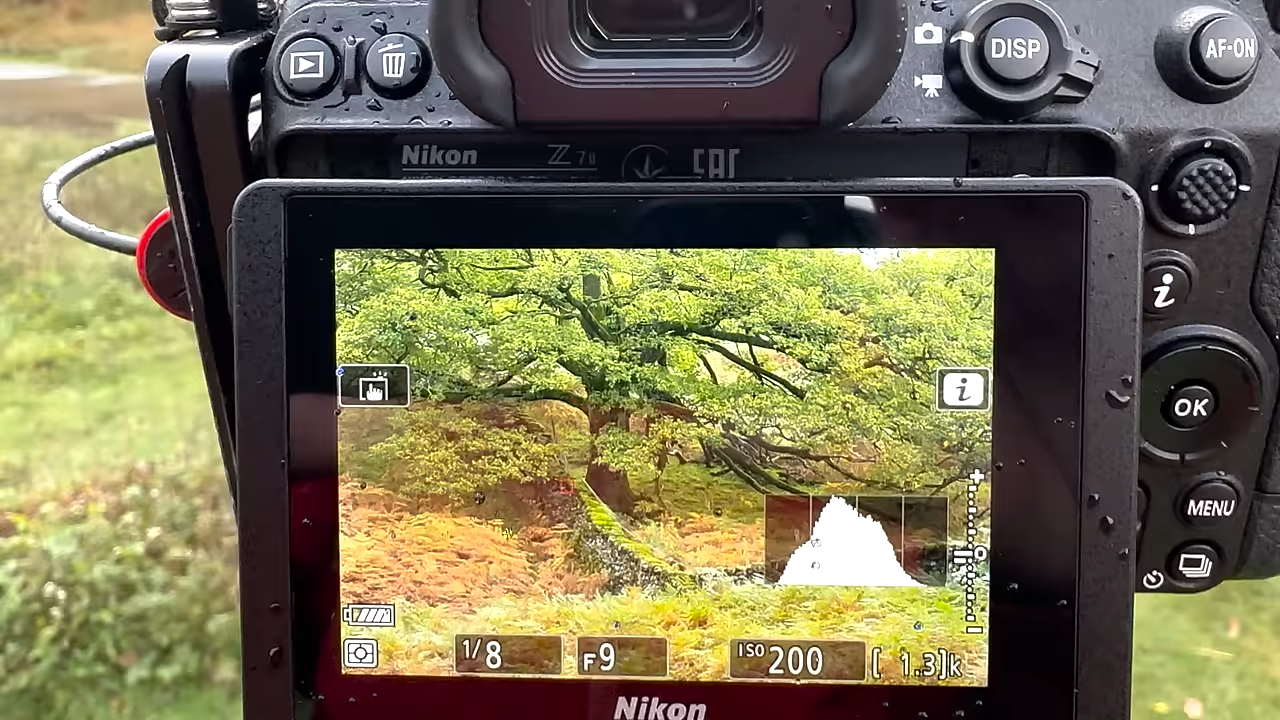 DISP
AF-ON
Nikon Z 7II
EAC
i
i
OK
MENU
1/8 F9 ISO 200 [ 1.3]k
Nikon